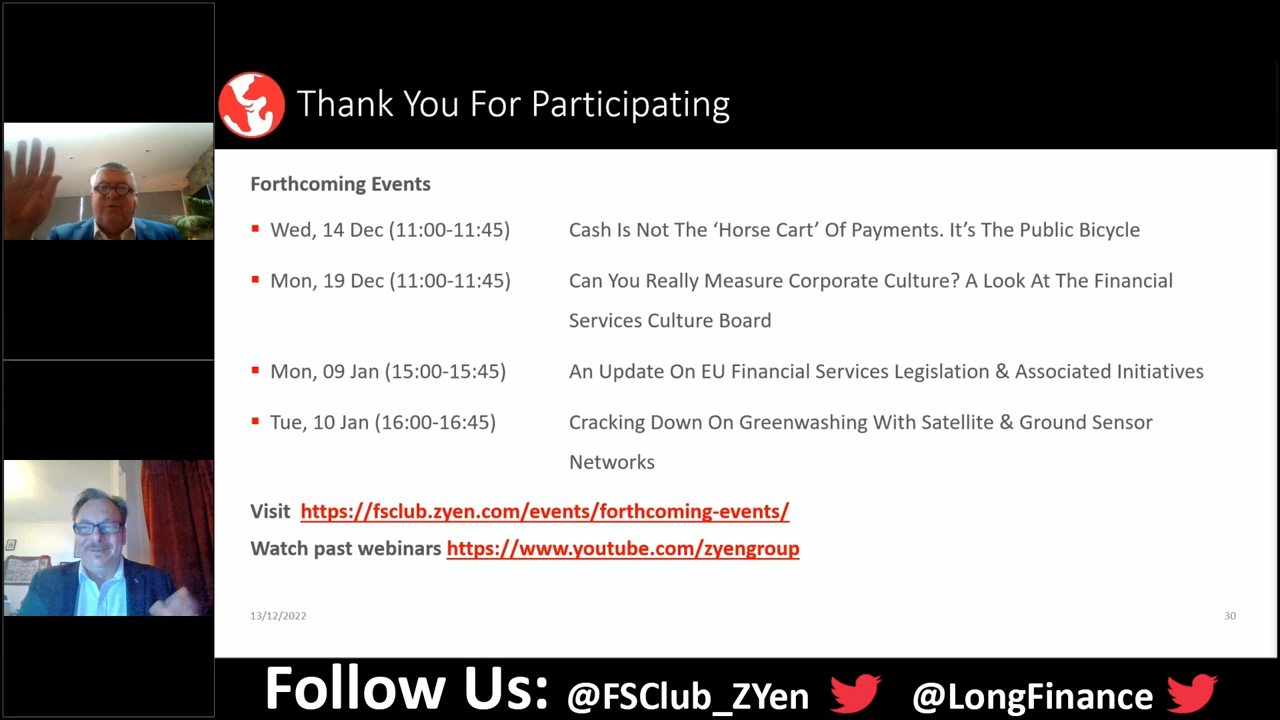 Thank You For Participating
Forthcoming Events
Wed, 14 Dec (11:00-11:45) Cash Is Not The ‘Horse Cart’ Of Payments. It’s The Public Bicycle
Mon, 19 Dec (11:00-11:45) Can You Really Measure Corporate Culture? A Look At The Financial
Services Culture Board
Mon, 09 Jan (15:00-15:45) An Update On EU Financial Services Legislation & Associated Initiatives
Tue, 10 Jan (16:00-16:45) Cracking Down On Greenwashing With Satellite & Ground Sensor
Networks
Visit https://fsclub.zyen.com/events/forthcoming-events/
Watch past webinars https://www.youtube.com/zyengroup
13/12/2022 30
Follow Us: @FSClub_ZYen @LongFinance